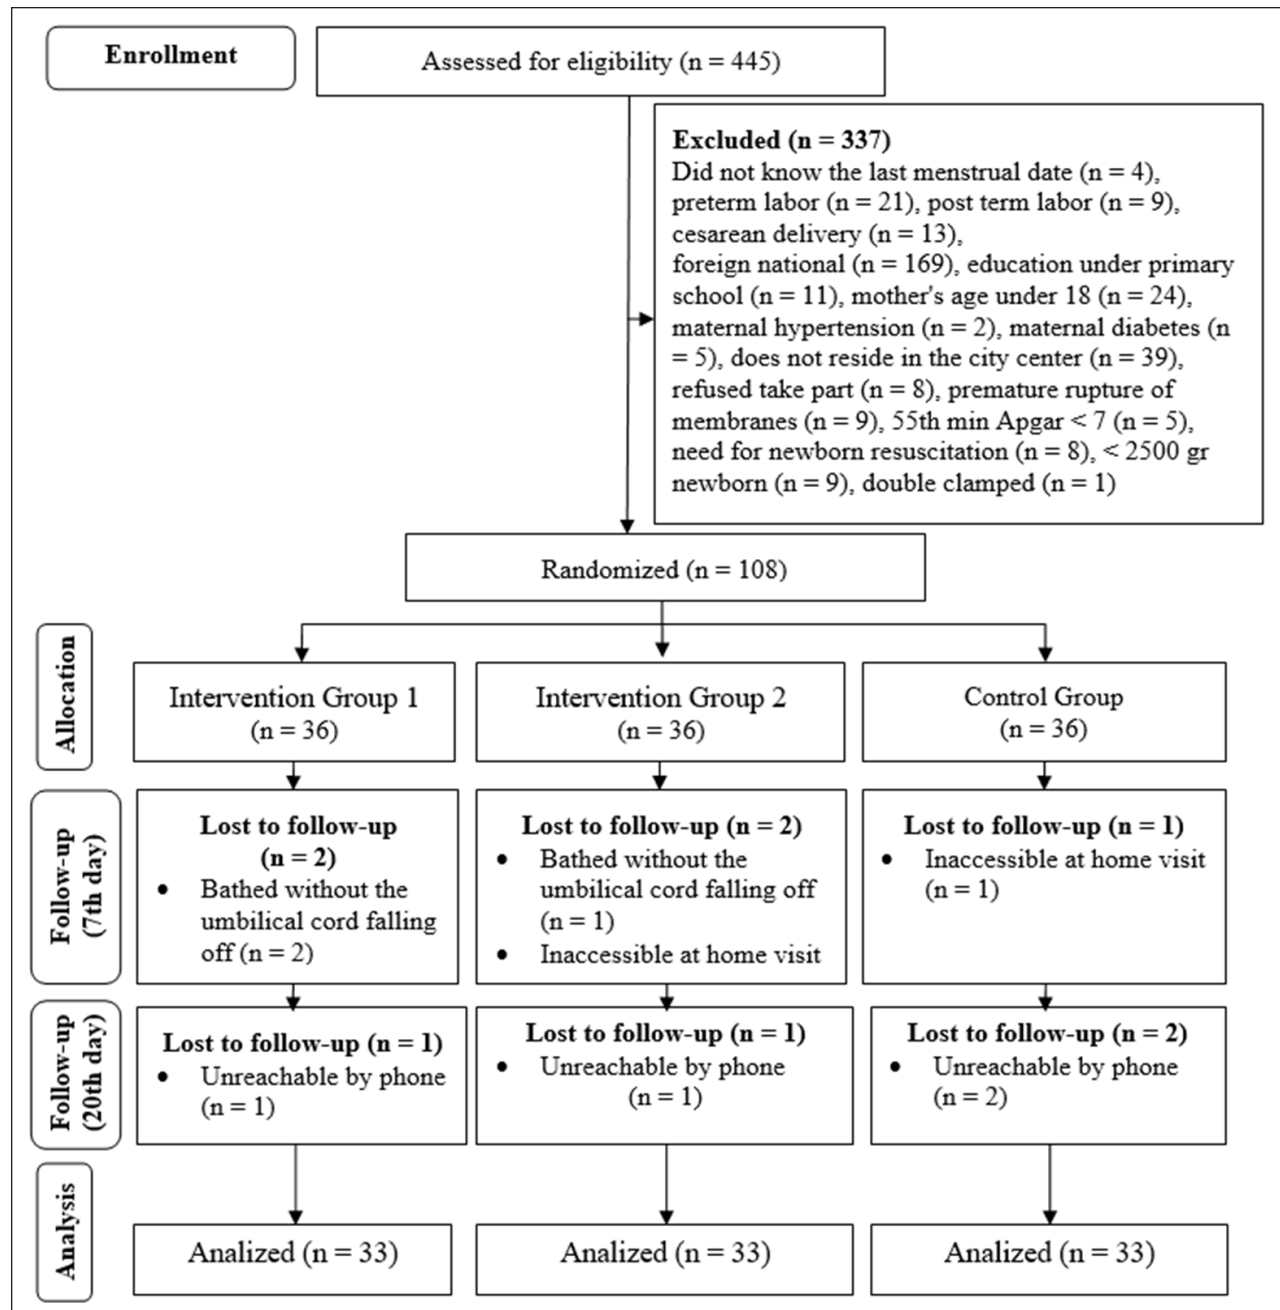 Enrollment
Assessed for eligibility (n = 445)
Excluded (n = 337)
Did not know the last menstrual date (n = 4),
preterm labor (n = 21), post term labor (n = 9),
cesarean delivery (n = 13),
foreign national (n = 169), education under primary
school (n = 11), mother's age under 18 (n = 24),
maternal hypertension (n = 2), maternal diabetes (n
= 5), does not reside in the city center (n = 39),
refused take part (n = 8), premature rupture of
membranes (n = 9), 55th min Apgar < 7 (n = 5),
need for newborn resuscitation (n = 8), < 2500 gr
newborn (n = 9), double clamped (n = 1)
Randomized (n = 108)
Allocation
Intervention Group 1
(n = 36)
Intervention Group 2
(n = 36)
Control Group
(n = 36)
Follow-up
(7th day)
Lost to follow-up
(n = 2)
• Bathed without the
umbilical cord falling
off (n = 2)
Lost to follow-up (n = 2)
• Bathed without the
umbilical cord falling off
(n = 1)
• Inaccessible at home visit
Lost to follow-up (n = 1)
• Inaccessible at home visit
(n = 1)
Follow-up
(20th day)
Lost to follow-up (n = 1)
• Unreachable by phone
(n = 1)
Lost to follow-up (n = 1)
• Unreachable by phone
(n = 1)
Lost to follow-up (n = 2)
• Unreachable by phone
(n = 2)
Analysis
Analized (n = 33)
Analized (n = 33)
Analized (n = 33)